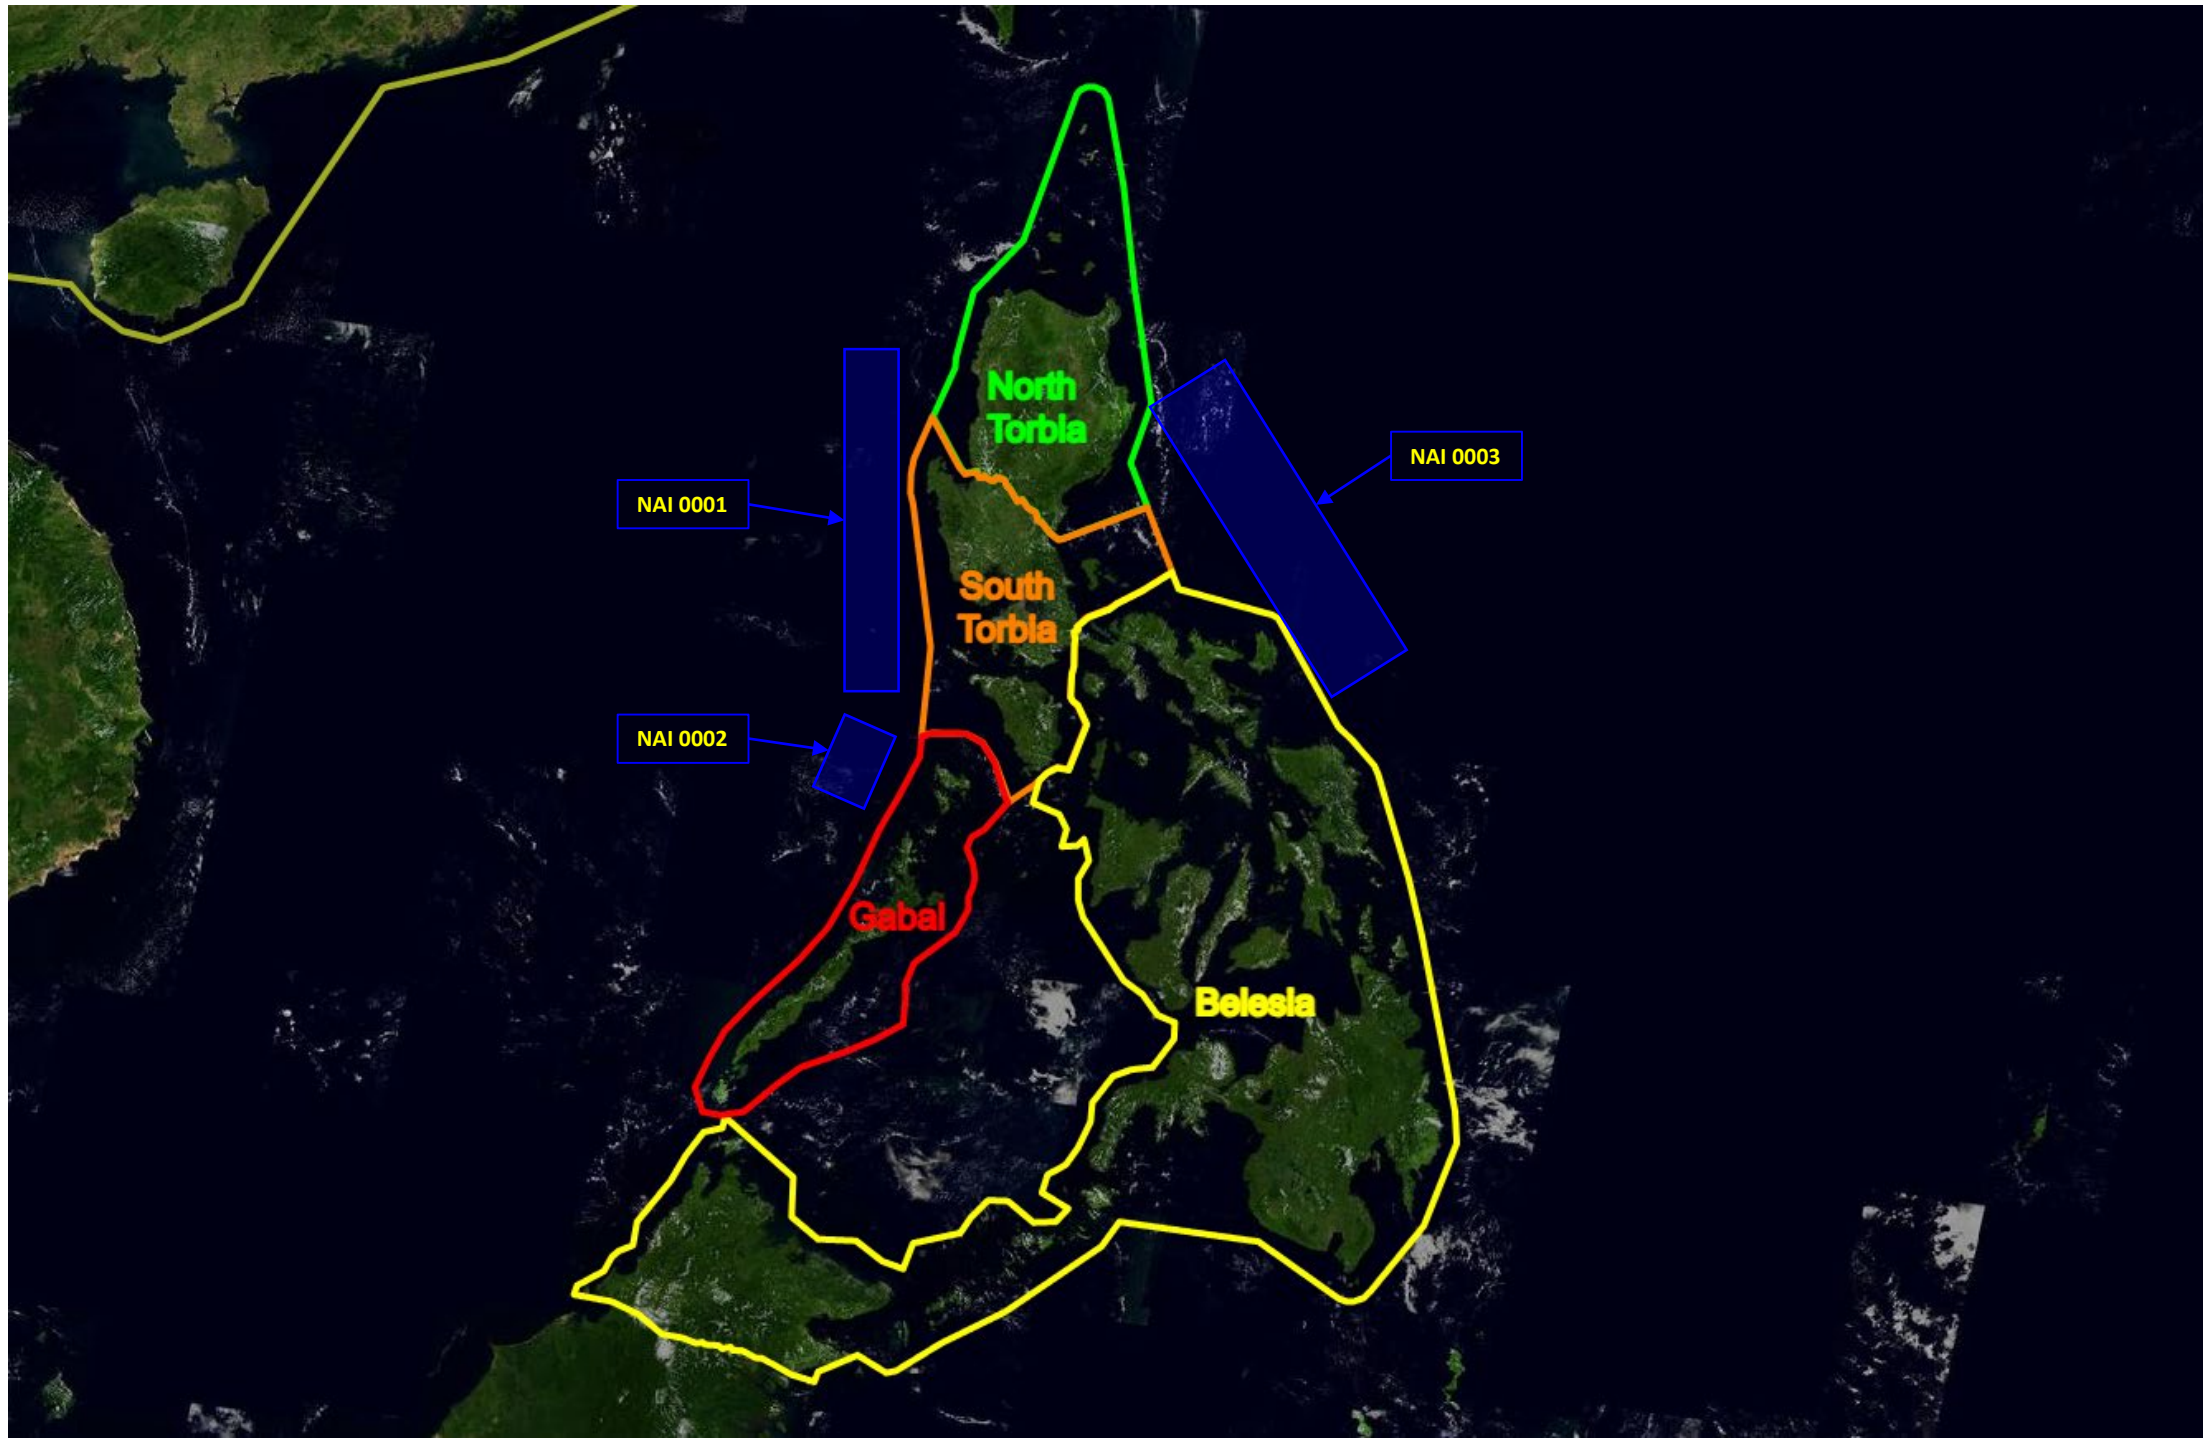 North
Torbia
NAI 0003
NAI 0001
South
Torbia
NAI 0002
Gabal
Belesia